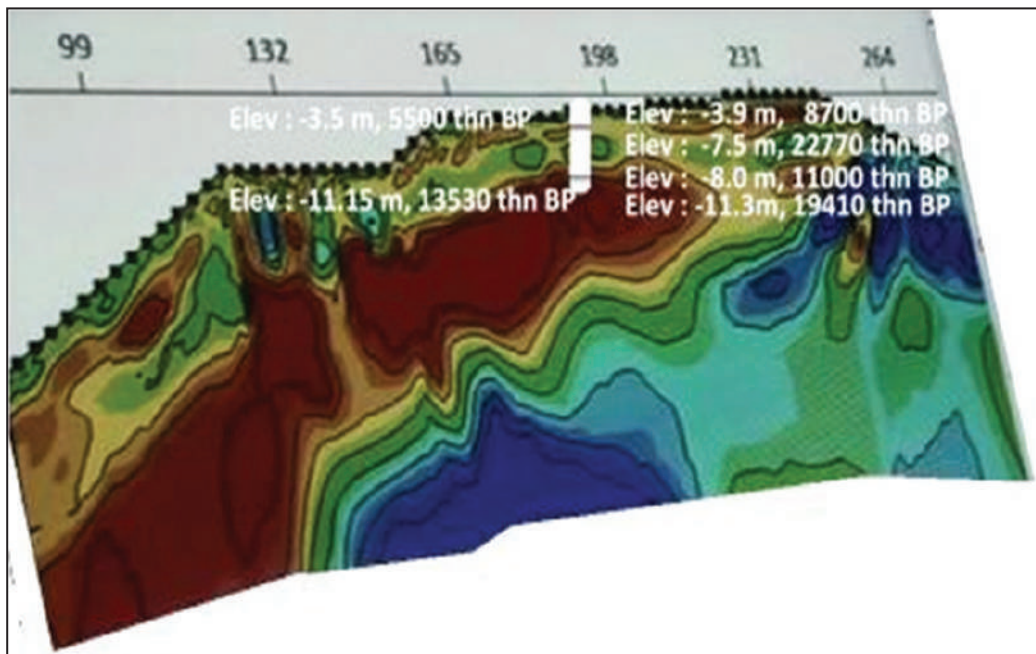 99 132 165 198 231 264
Elev : -3.5 m, 5500 thn BP
Elev : -11.15 m, 13530 thn BP
Elev : -3.9 m, 8700 thn BP
Elev : -7.5 m, 22770 thn BP
Elev : -8.0 m, 11000 thn BP
Elev : -11.3m, 19410 thn BP